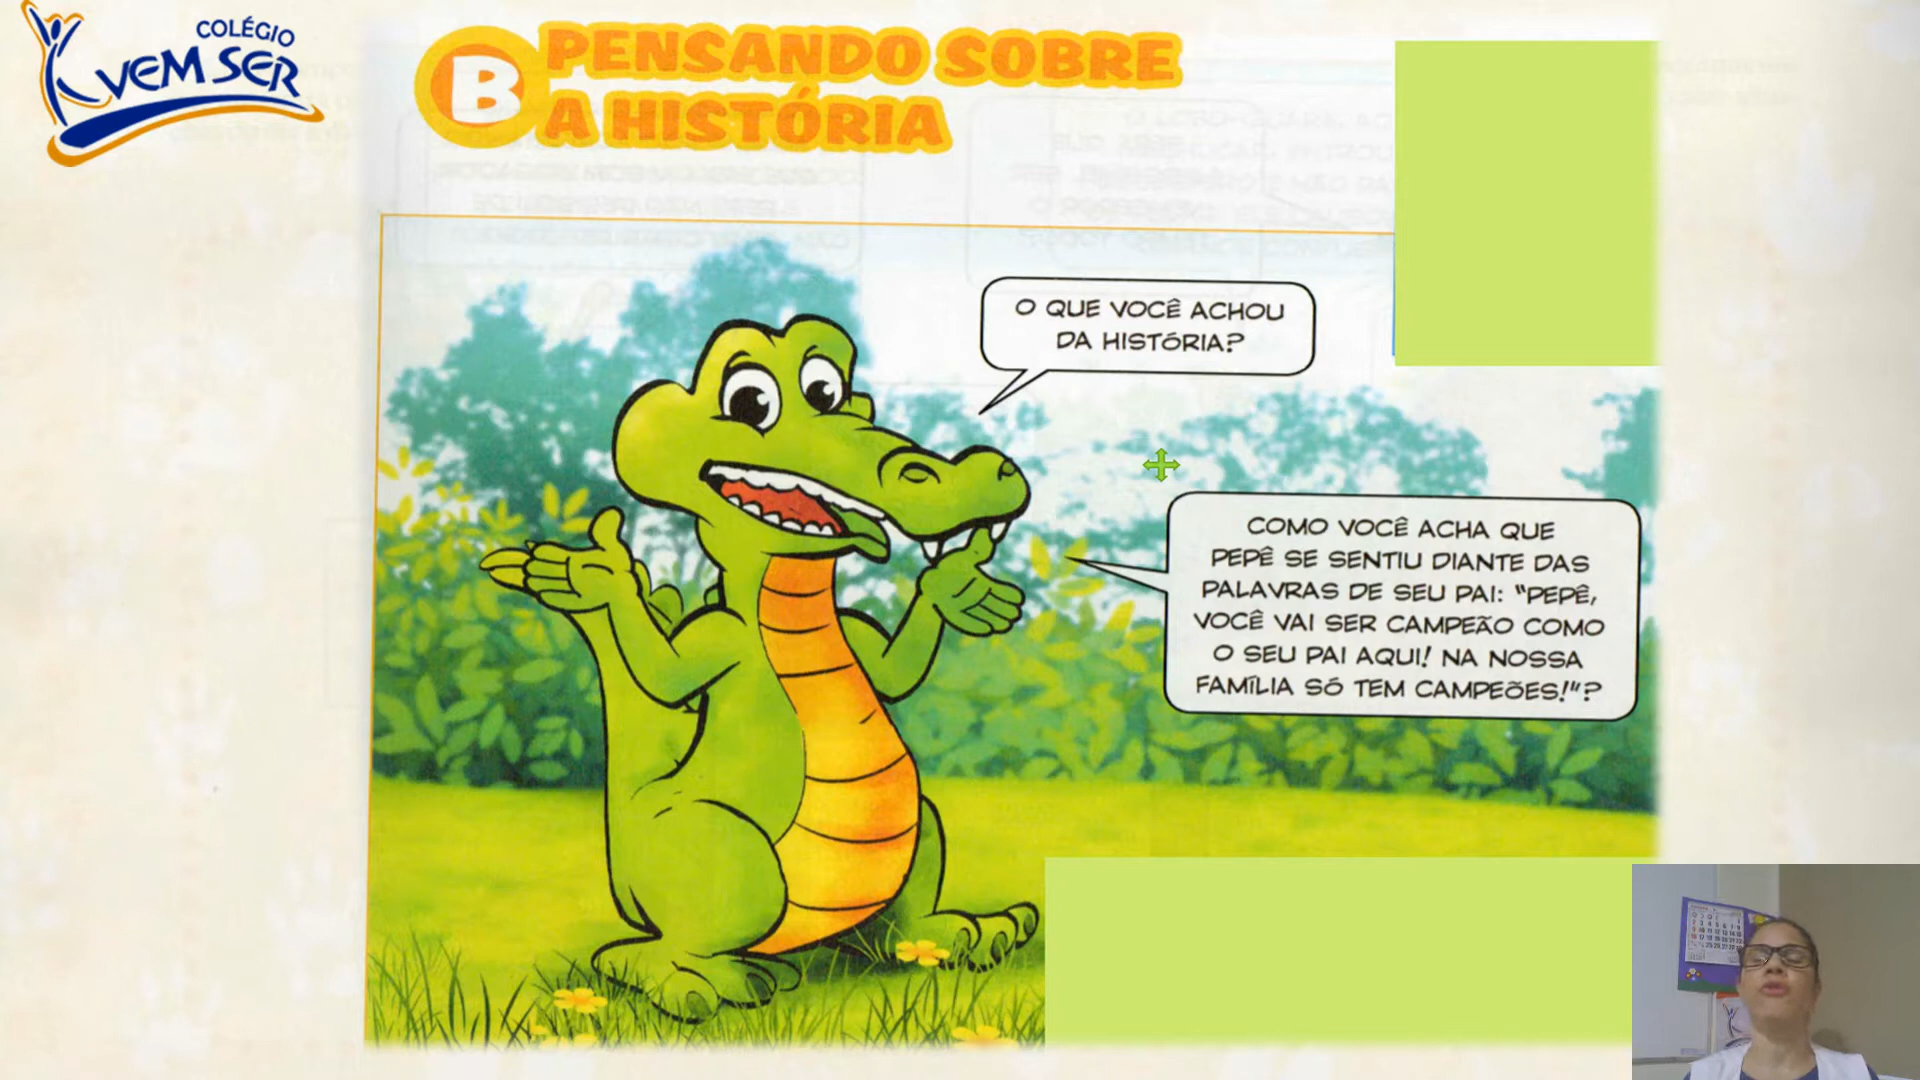 COLÉGIO
VEM SER
B
PENSANDO SOBRE
A HISTÓRIA
O QUE VOCÊ ACHOU
DA HISTÓRIA?
COMO VOCÊ ACHA QUE
PEPÊ SE SENTIU DIANTE DAS
PALAVRAS DE SEU PAI: “PEPÊ,
VOCÊ VAI SER CAMPEÃO COMO
O SEU PAI AQUI! NA NOSSA
FAMÍLIA SÓ TEM CAMPEÕES!”?